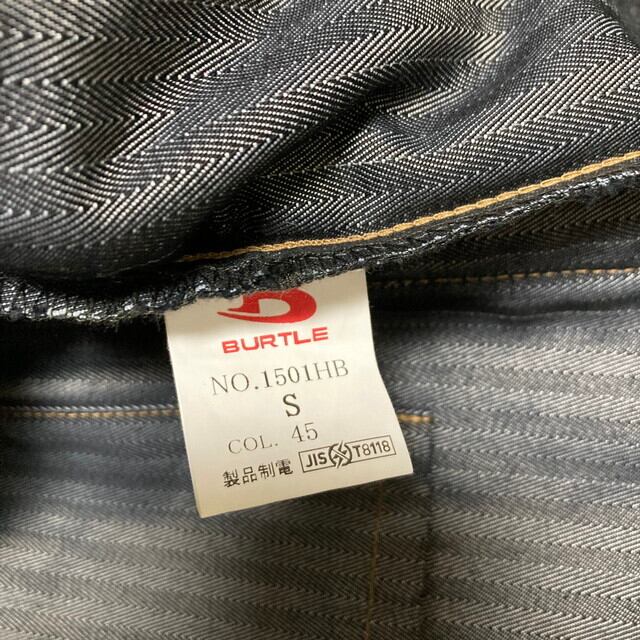 BURTLE
NO.1501HB
S
COL. 45
製品制電 JIS T8118